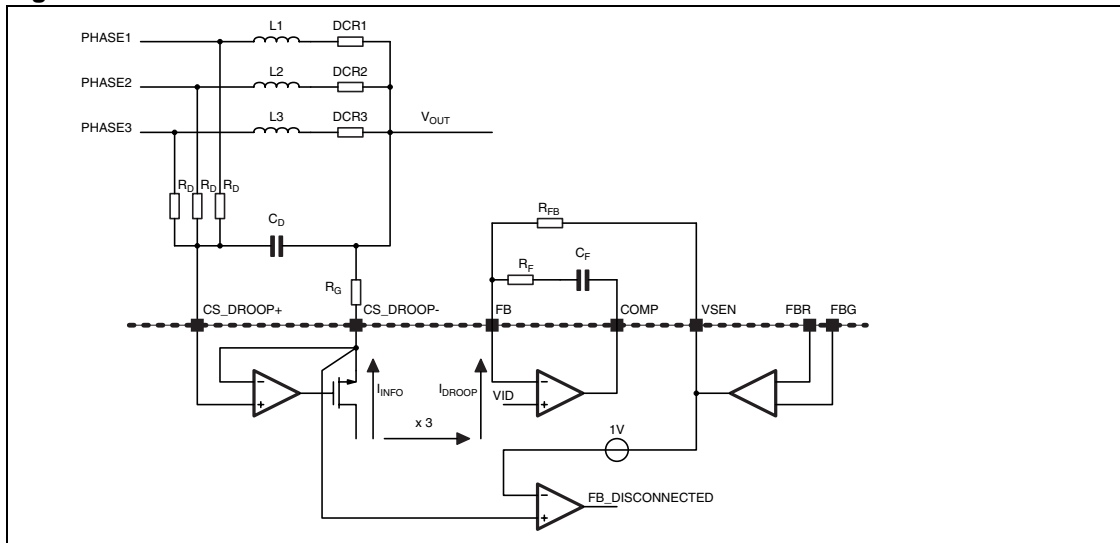 L1 DCR1
PHASE1
L2 DCR2
PHASE2
L3 DCR3
PHASE3 VOUT
RD RD RD
CD
RFB
RF CF
RG
CS_DROOP+ CS_DROOP- FB COMP VSEN FBR FBG
IINFO IDROOP VID
x 3
1V
FB_DISCONNECTED
- + - + - +